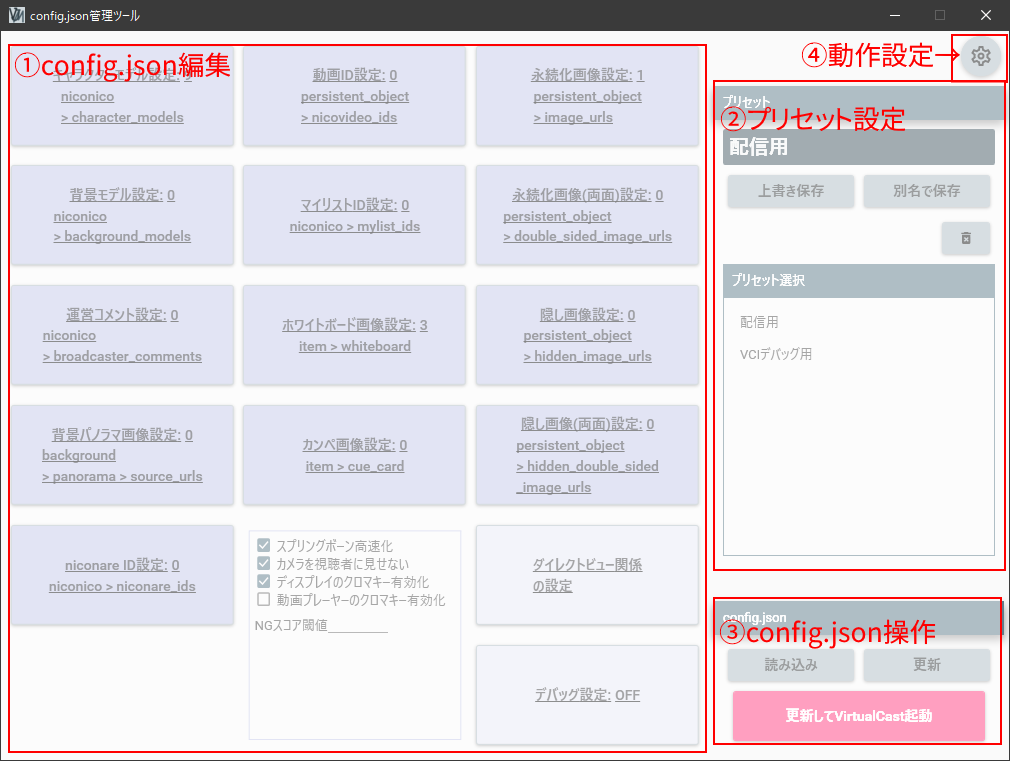 config.json管理ツール
①config.json編集
④動作設定→
キャラクターモデル設定: 0
niconico
> character_models
動画ID設定: 0
persistent_object
> nicovideo_ids
永続化画像設定: 1
persistent_object
> image_urls
背景モデル設定: 0
niconico
> background_models
マイリストID設定: 0
niconico > mylist_ids
永続化画像(両面)設定: 0
persistent_object
> double_sided_image_urls
運営コメント設定: 0
niconico
> broadcaster_comments
ホワイトボード画像設定: 3
item > whiteboard
隠し画像設定: 0
persistent_object
> hidden_image_urls
背景パノラマ画像設定: 0
background
> panorama > source_urls
カンペ画像設定: 0
item > cue_card
隠し画像(両面)設定: 0
persistent_object
> hidden_double_sided
_image_urls
niconare ID設定: 0
niconico > niconare_ids
スプリングボーン高速化
カメラを視聴者に見せない
ディスプレイのクロマキー有効化
動画プレーヤーのクロマキー有効化
NGスコア閾値
ダイレクトビュー関係
の設定
デバッグ設定: OFF
プリセット
②プリセット設定
配信用
上書き保存
別名で保存
プリセット選択
配信用
VCIデバッグ用
config.json
③config.json操作
読み込み
更新
更新してVirtualCast起動